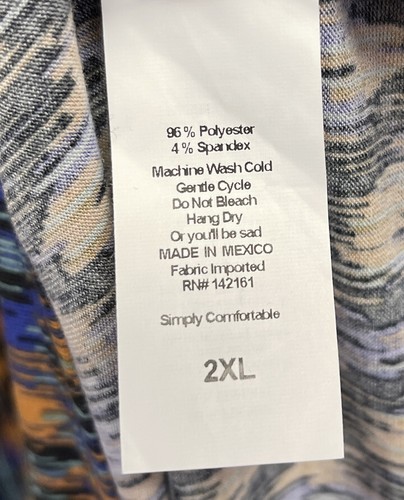 96 % Polyester
4 % Spandex
Machine Wash Cold
Gentle Cycle
Do Not Bleach
Hang Dry
Or you'll be sad
MADE IN MEXICO
Fabric Imported
RN# 142161
Simply Comfortable
2XL